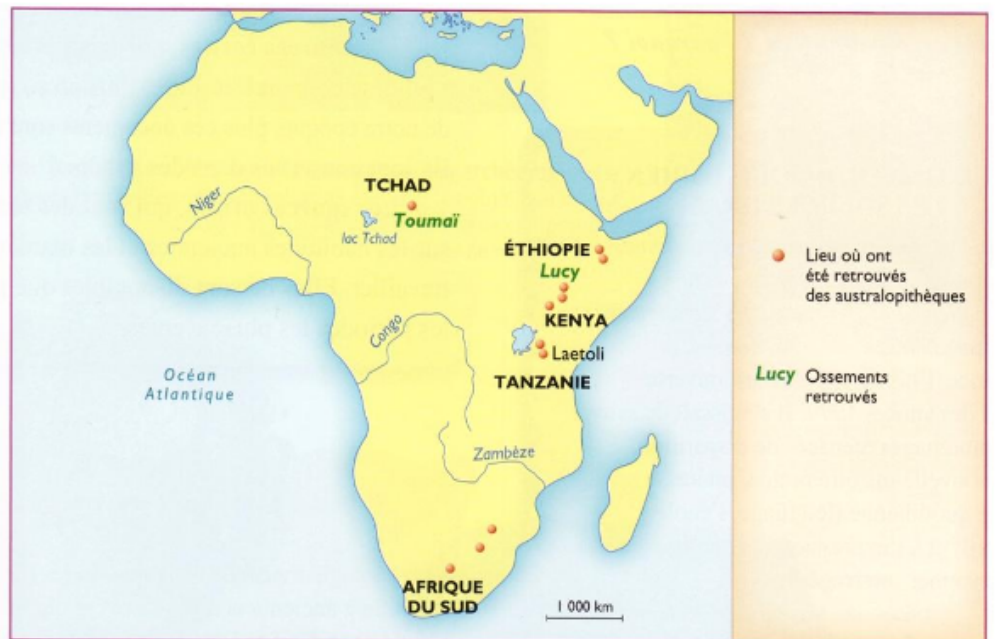 TCHAD
Toumaï
lac Tchad
Niger
ÉTHIOPIE
Lucy
KENYA
Congo
Laetoli
TANZANIE
Océan
Atlantique
Zambèze
AFRIQUE
DU SUD
1 000 km
Lieu où ont
été retrouvés
des australopithèques
Lucy Ossements
retrouvés